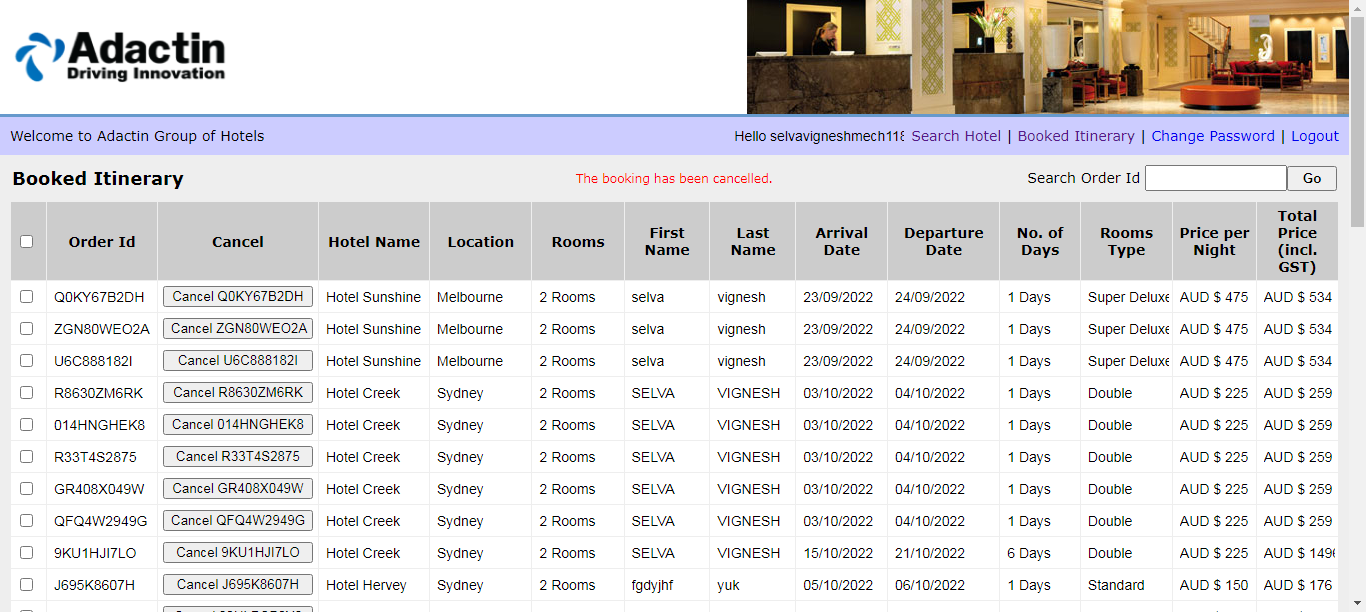 Adactin
Driving Innovation
Welcome to Adactin Group of Hotels Hello selvavigneshmech118 Search Hotel | Booked Itinerary | Change Password | Logout
Booked Itinerary The booking has been cancelled. Search Order Id Go
Order Id Cancel Hotel Name Location Rooms First Name Last Name Arrival Date Departure Date No. of Days Rooms Type Price per Night Total Price (incl. GST)
Q0KY67B2DH Cancel Q0KY67B2DH Hotel Sunshine Melbourne 2 Rooms selva vignesh 23/09/2022 24/09/2022 1 Days Super Deluxe AUD $ 475 AUD $ 534
ZGN80WEO2A Cancel ZGN80WEO2A Hotel Sunshine Melbourne 2 Rooms selva vignesh 23/09/2022 24/09/2022 1 Days Super Deluxe AUD $ 475 AUD $ 534
U6C888182I Cancel U6C888182I Hotel Sunshine Melbourne 2 Rooms selva vignesh 23/09/2022 24/09/2022 1 Days Super Deluxe AUD $ 475 AUD $ 534
R8630ZM6RK Cancel R8630ZM6RK Hotel Creek Sydney 2 Rooms SELVA VIGNESH 03/10/2022 04/10/2022 1 Days Double AUD $ 225 AUD $ 259
014HNGHEK8 Cancel 014HNGHEK8 Hotel Creek Sydney 2 Rooms SELVA VIGNESH 03/10/2022 04/10/2022 1 Days Double AUD $ 225 AUD $ 259
R33T4S2875 Cancel R33T4S2875 Hotel Creek Sydney 2 Rooms SELVA VIGNESH 03/10/2022 04/10/2022 1 Days Double AUD $ 225 AUD $ 259
GR408X049W Cancel GR408X049W Hotel Creek Sydney 2 Rooms SELVA VIGNESH 03/10/2022 04/10/2022 1 Days Double AUD $ 225 AUD $ 259
QFQ4W2949G Cancel QFQ4W2949G Hotel Creek Sydney 2 Rooms SELVA VIGNESH 03/10/2022 04/10/2022 1 Days Double AUD $ 225 AUD $ 259
9KU1HJI7LO Cancel 9KU1HJI7LO Hotel Creek Sydney 2 Rooms SELVA VIGNESH 15/10/2022 21/10/2022 6 Days Double AUD $ 225 AUD $ 1496
J695K8607H Cancel J695K8607H Hotel Hervey Sydney 2 Rooms fgdyjhf yuk 05/10/2022 06/10/2022 1 Days Standard AUD $ 150 AUD $ 176